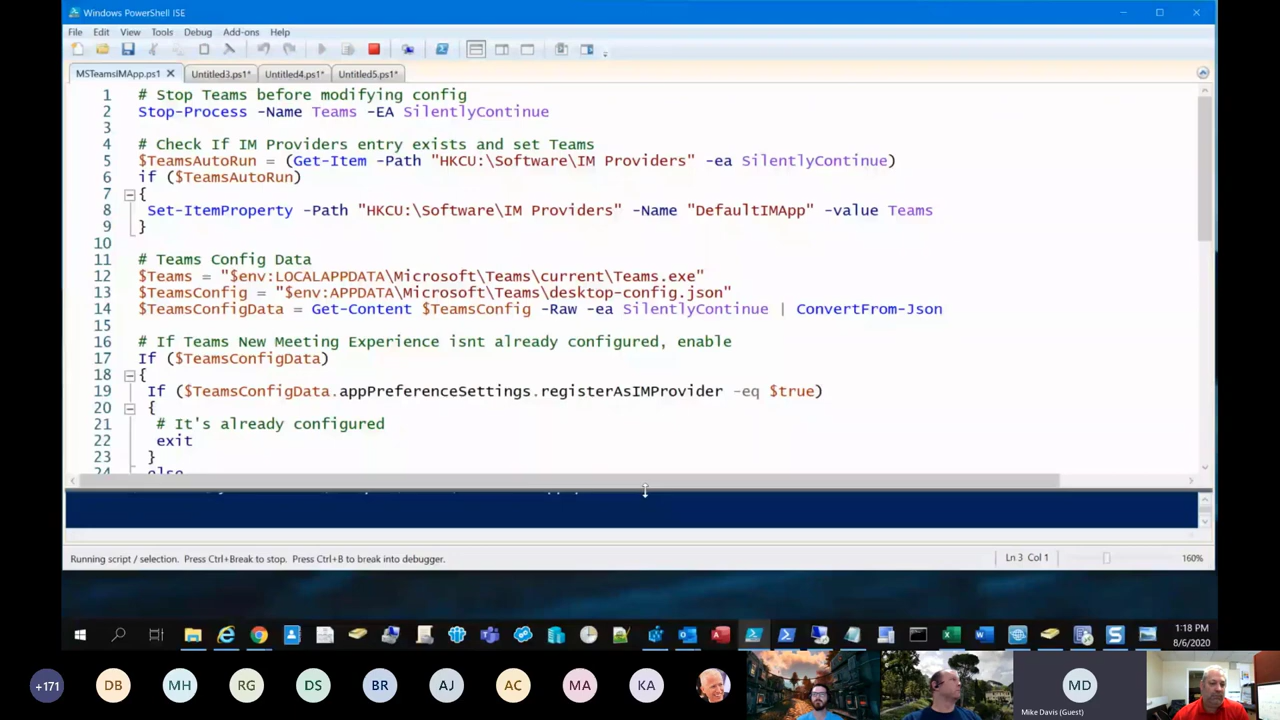 Windows PowerShell ISE
File Edit View Tools Debug Add-ons Help
MSTeamsIMApp.ps1 Untitled3.ps1* Untitled4.ps1* Untitled5.ps1*
1 # Stop Teams before modifying config
2 Stop-Process -Name Teams -EA SilentlyContinue
3
4 # Check If IM Providers entry exists and set Teams
5 $TeamsAutoRun = (Get-Item -Path "HKCU:\Software\IM Providers" -ea SilentlyContinue)
6 if ($TeamsAutoRun)
7 {
8 Set-ItemProperty -Path "HKCU:\Software\IM Providers" -Name "DefaultIMApp" -value Teams
9 }
10
11 # Teams Config Data
12 $Teams = "$env:LOCALAPPDATA\Microsoft\Teams\current\Teams.exe"
13 $TeamsConfig = "$env:APPDATA\Microsoft\Teams\desktop-config.json"
14 $TeamsConfigData = Get-Content $TeamsConfig -Raw -ea SilentlyContinue | ConvertFrom-Json
15
16 # If Teams New Meeting Experience isnt already configured, enable
17 If ($TeamsConfigData)
18 {
19 If ($TeamsConfigData.appPreferenceSettings.registerAsIMProvider -eq $true)
20 {
21 # It's already configured
22 exit
23 }
24 else
Running script / selection. Press Ctrl+Break to stop. Press Ctrl+B to break into debugger.
Ln 3 Col 1
160%
1:18 PM
8/6/2020
+171 DB MH RG DS BR AJ AC MA KA MD
Mike Davis (Guest)